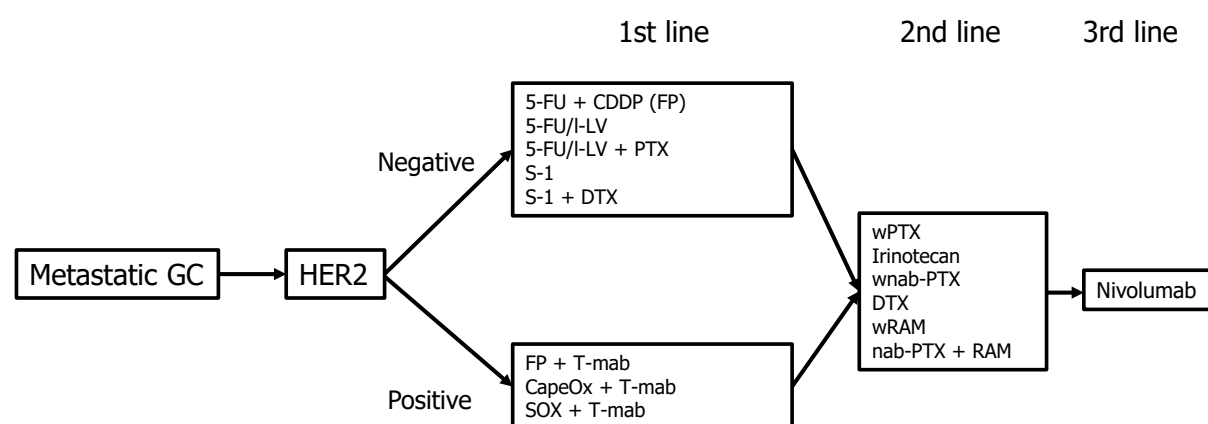 1st line
2nd line
3rd line
5-FU + CDDP (FP)
5-FU/l-LV
5-FU/l-LV + PTX
S-1
S-1 + DTX
Negative
Metastatic GC
HER2
Positive
FP + T-mab
CapeOx + T-mab
SOX + T-mab
wPTX
Irinotecan
wnab-PTX
DTX
wRAM
nab-PTX + RAM
Nivolumab